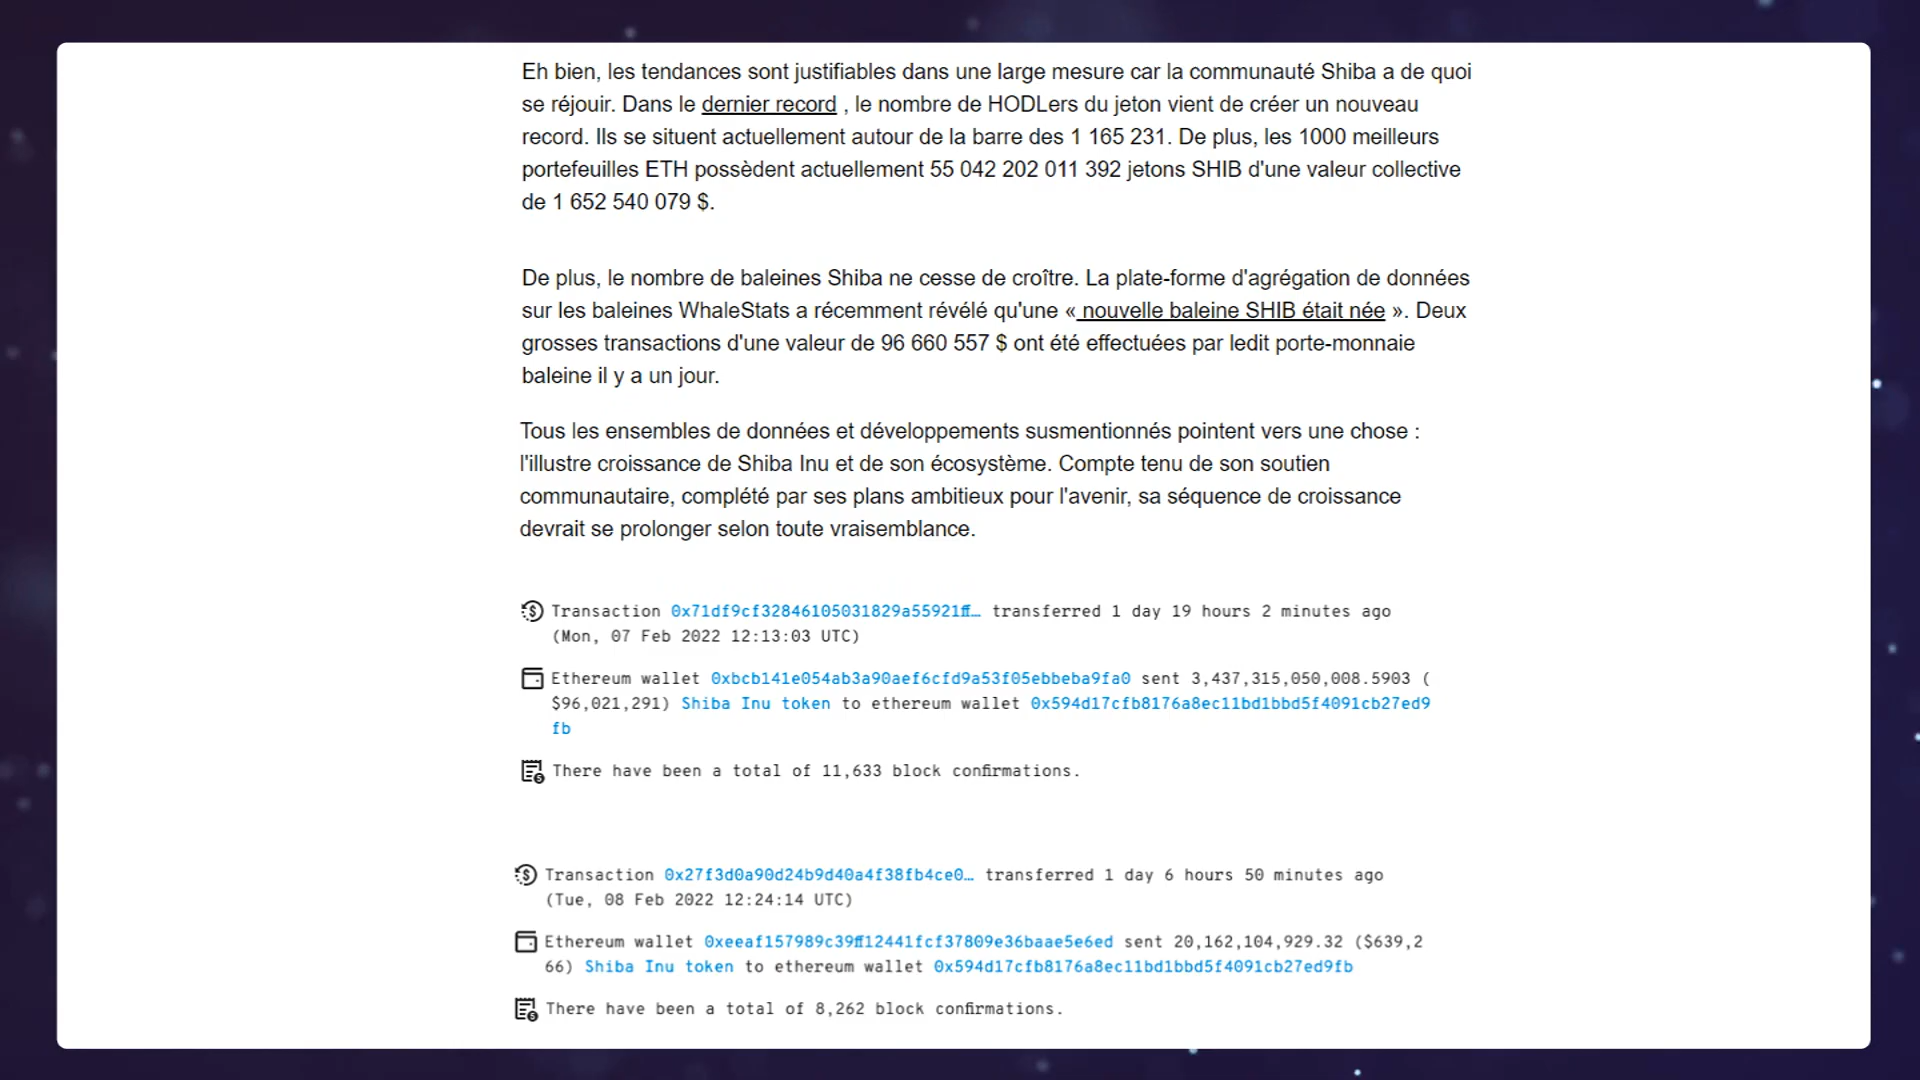 Eh bien, les tendances sont justifiables dans une large mesure car la communauté Shiba a de quoi
se réjouir. Dans le dernier record , le nombre de HODLers du jeton vient de créer un nouveau
record. Ils se situent actuellement autour de la barre des 1 165 231. De plus, les 1000 meilleurs
portefeuilles ETH possèdent actuellement 55 042 202 011 392 jetons SHIB d'une valeur collective
de 1 652 540 079 $.
De plus, le nombre de baleines Shiba ne cesse de croître. La plate-forme d'agrégation de données
sur les baleines WhaleStats a récemment révélé qu'une « nouvelle baleine SHIB était née ». Deux
grosses transactions d'une valeur de 96 660 557 $ ont été effectuées par ledit porte-monnaie
baleine il y a un jour.
Tous les ensembles de données et développements susmentionnés pointent vers une chose :
l'illustre croissance de Shiba Inu et de son écosystème. Compte tenu de son soutien
communautaire, complété par ses plans ambitieux pour l'avenir, sa séquence de croissance
devrait se prolonger selon toute vraisemblance.
Transaction 0x71df9cf32846105031829a55921ff… transferred 1 day 19 hours 2 minutes ago
(Mon, 07 Feb 2022 12:13:03 UTC)
Ethereum wallet 0xbcb141e054ab3a90aef6cfd9a53f05ebbeba9fa0 sent 3,437,315,050,008.5903 (
$96,021,291) Shiba Inu token to ethereum wallet 0x594d17cfb8176a8ec11bd1bbd5f4091cb27ed9
fb
There have been a total of 11,633 block confirmations.
Transaction 0x27f3d0a90d24b9d40a4f38fb4ce0… transferred 1 day 6 hours 50 minutes ago
(Tue, 08 Feb 2022 12:24:14 UTC)
Ethereum wallet 0xeeaf157989c39ff12441fcf37809e36baae5e6ed sent 20,162,104,929.32 ($639,2
66) Shiba Inu token to ethereum wallet 0x594d17cfb8176a8ec11bd1bbd5f4091cb27ed9fb
There have been a total of 8,262 block confirmations.